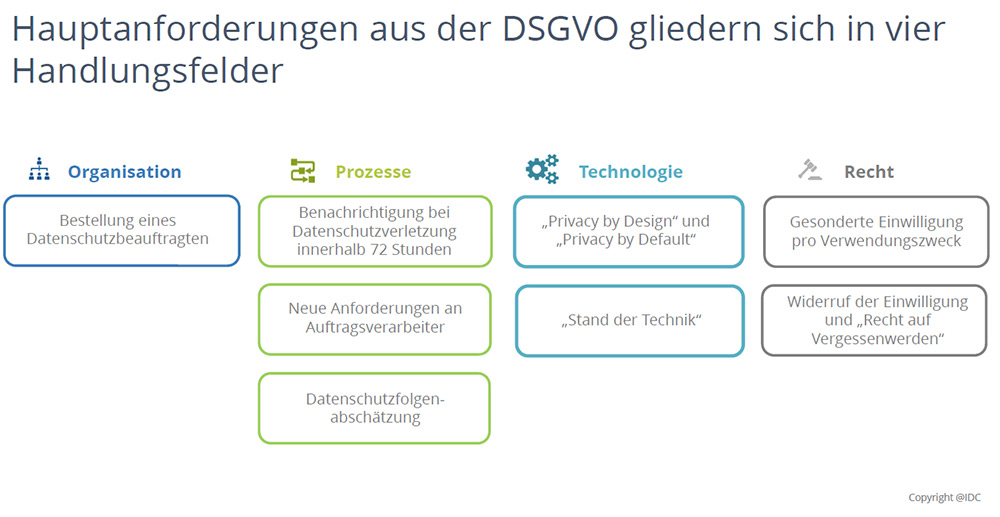 Hauptanforderungen aus der DSGVO gliedern sich in vier
Handlungsfelder
Organisation
Bestellung eines
Datenschutzbeauftragten
Prozesse
Benachrichtigung bei
Datenschutzverletzung
innerhalb 72 Stunden
Neue Anforderungen an
Auftragsverarbeiter
Datenschutzfolgen-
abschätzung
Technologie
„Privacy by Design“ und
„Privacy by Default“
„Stand der Technik“
Recht
Gesonderte Einwilligung
pro Verwendungszweck
Widerruf der Einwilligung
und „Recht auf
Vergessenwerden“
Copyright @IDC